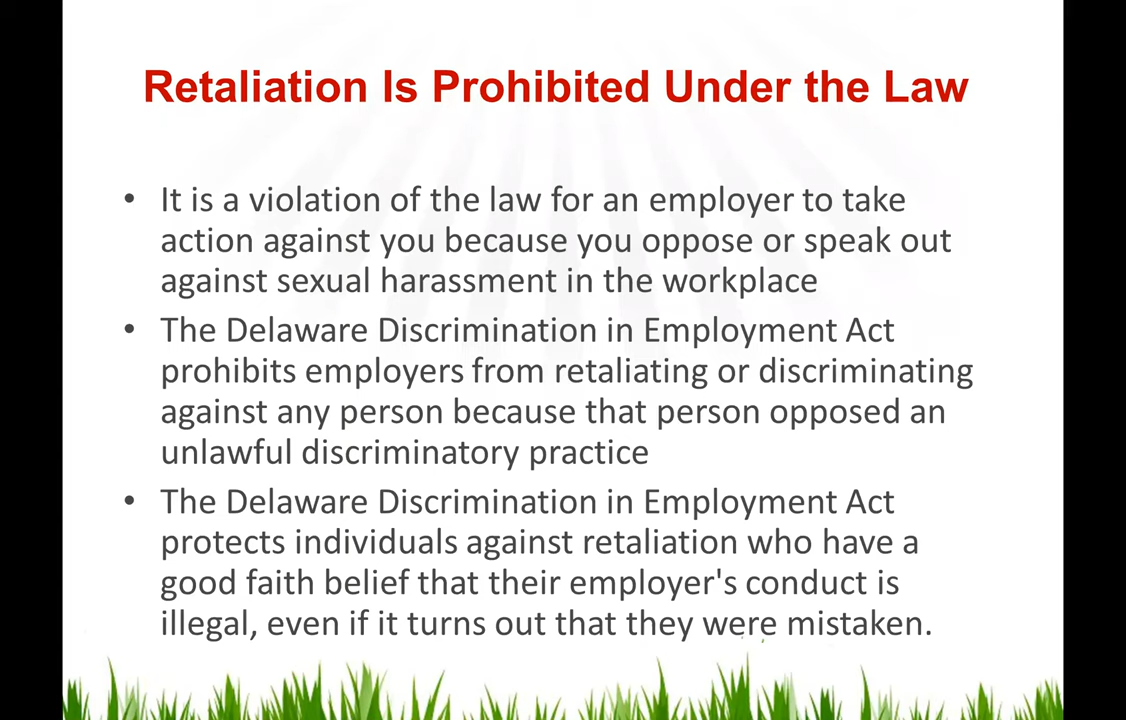 Retaliation Is Prohibited Under the Law
• It is a violation of the law for an employer to take
action against you because you oppose or speak out
against sexual harassment in the workplace
• The Delaware Discrimination in Employment Act
prohibits employers from retaliating or discriminating
against any person because that person opposed an
unlawful discriminatory practice
• The Delaware Discrimination in Employment Act
protects individuals against retaliation who have a
good faith belief that their employer's conduct is
illegal, even if it turns out that they were mistaken.